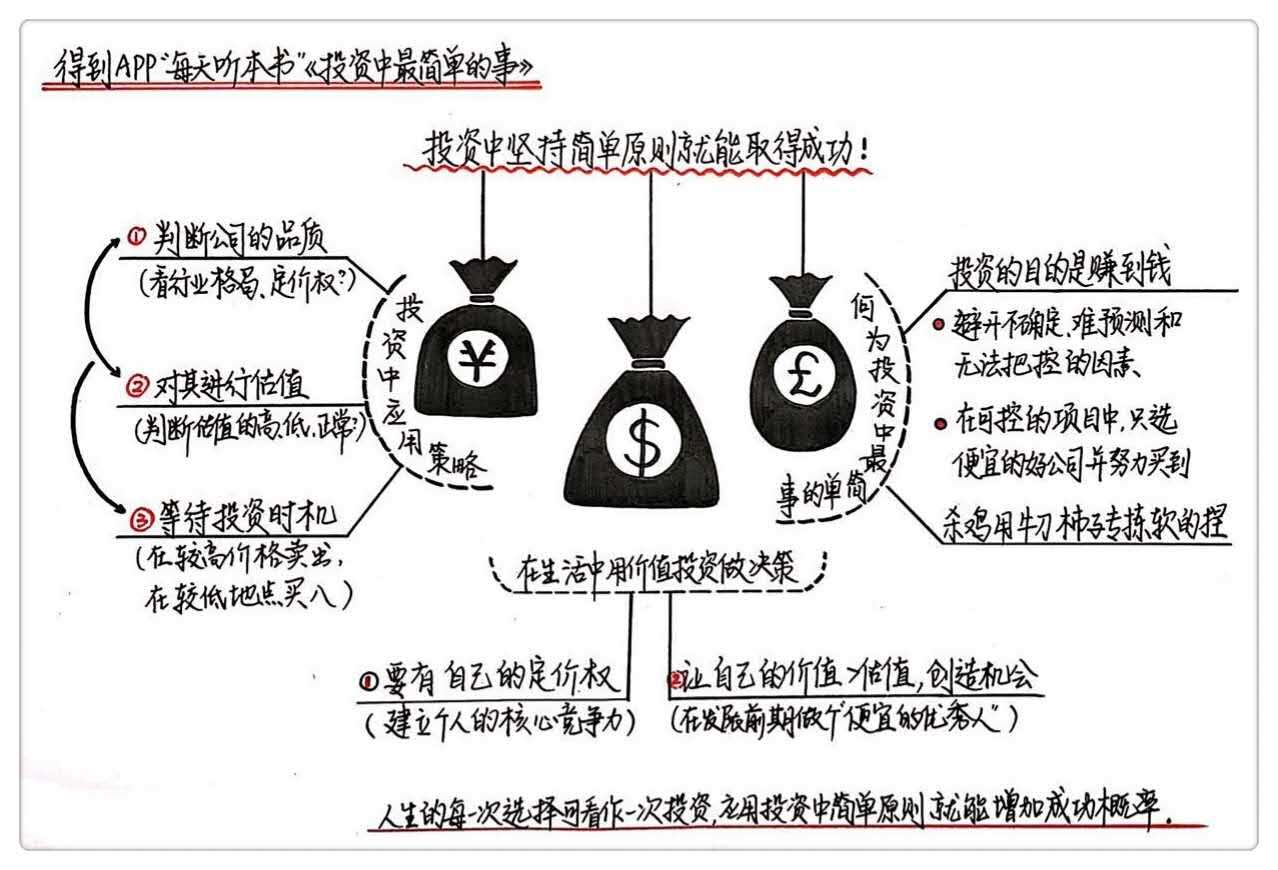 得到APP“每天听本书”《投资中最简单的事》
投资中坚持简单原则就能取得成功!
①判断公司的品质
(看行业格局、定价权?)
②对其进行估值
(判断估值的高、低、正常?)
③等待投资时机
(在较高价格卖出,
在较低地点买入)
投资中应用策略
¥
$
£
何为投资中最简单的事
投资的目的是赚到钱
避开不确定、难预测和
无法把控的因素、
在可控的项目中,只选
便宜的好公司并努力买到
杀鸡用牛刀 柿子专拣软的捏
在生活中用价值投资做决策
①要有自己的定价权
(建立个人的核心竞争力)
②让自己的价值>估值,创造机会
(在发展前期做个“便宜的优秀人”)
人生的每一次选择可看作一次投资,应用投资中简单原则就能增加成功概率.